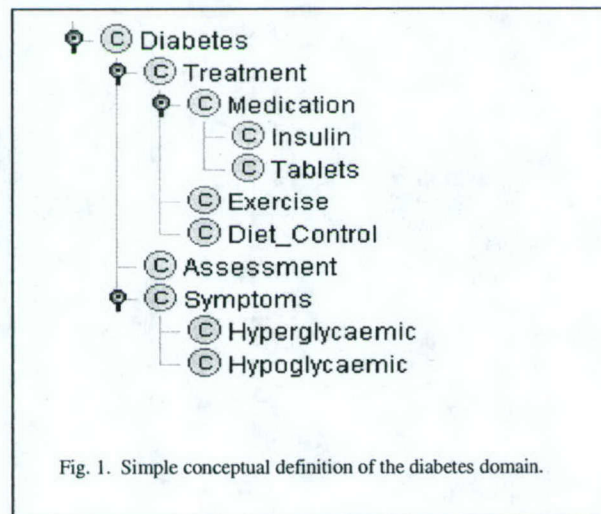 C Diabetes
C Treatment
C Medication
C Insulin
C Tablets
C Exercise
C Diet_Control
C Assessment
C Symptoms
C Hyperglycaemic
C Hypoglycaemic
Fig. 1. Simple conceptual definition of the diabetes domain.